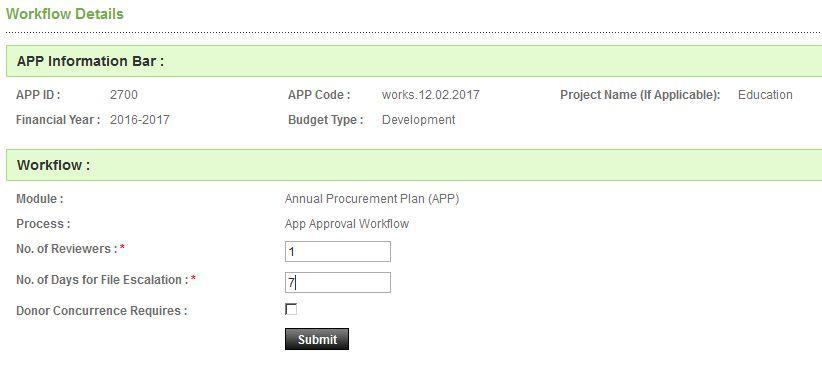 Workflow Details
APP Information Bar :
APP ID : 2700 APP Code : works.12.02.2017 Project Name (If Applicable): Education
Financial Year : 2016-2017 Budget Type : Development
Workflow :
Module : Annual Procurement Plan (APP)
Process : App Approval Workflow
No. of Reviewers : * 1
No. of Days for File Escalation : * 7
Donor Concurrence Requires :
Submit